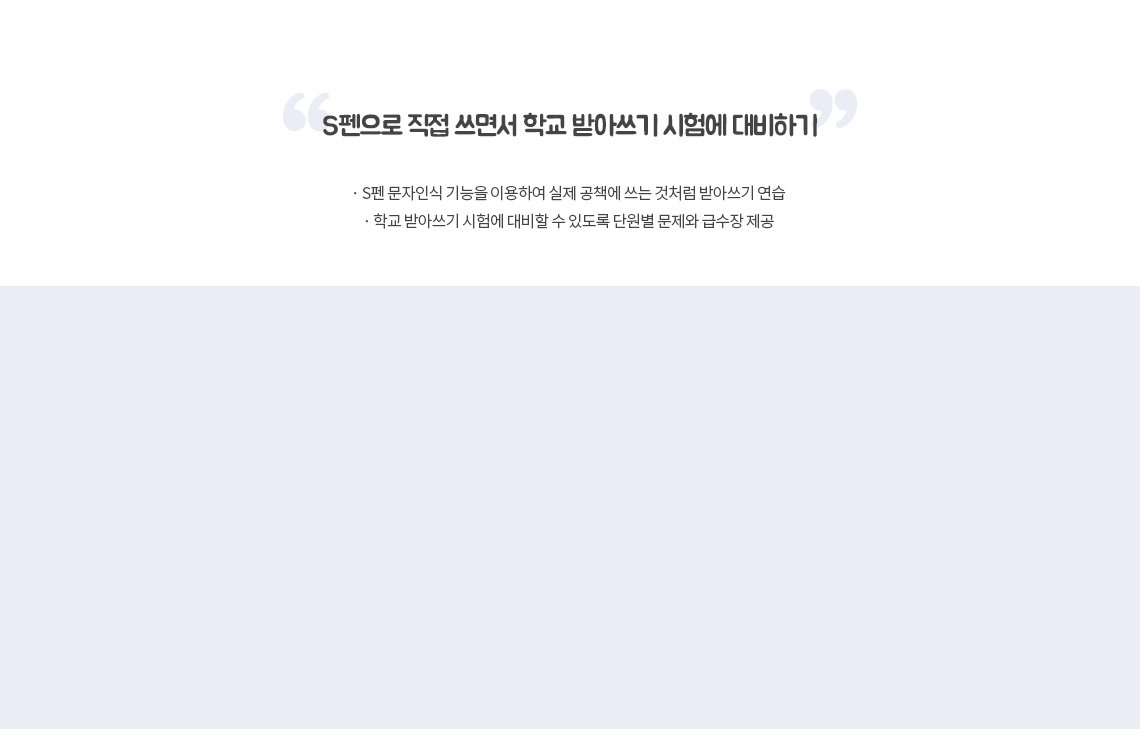 “S펜으로 직접 쓰면서 학교 받아쓰기 시험에 대비하기”
· S펜 문자인식 기능을 이용하여 실제 공책에 쓰는 것처럼 받아쓰기 연습
· 학교 받아쓰기 시험에 대비할 수 있도록 단원별 문제와 급수장 제공